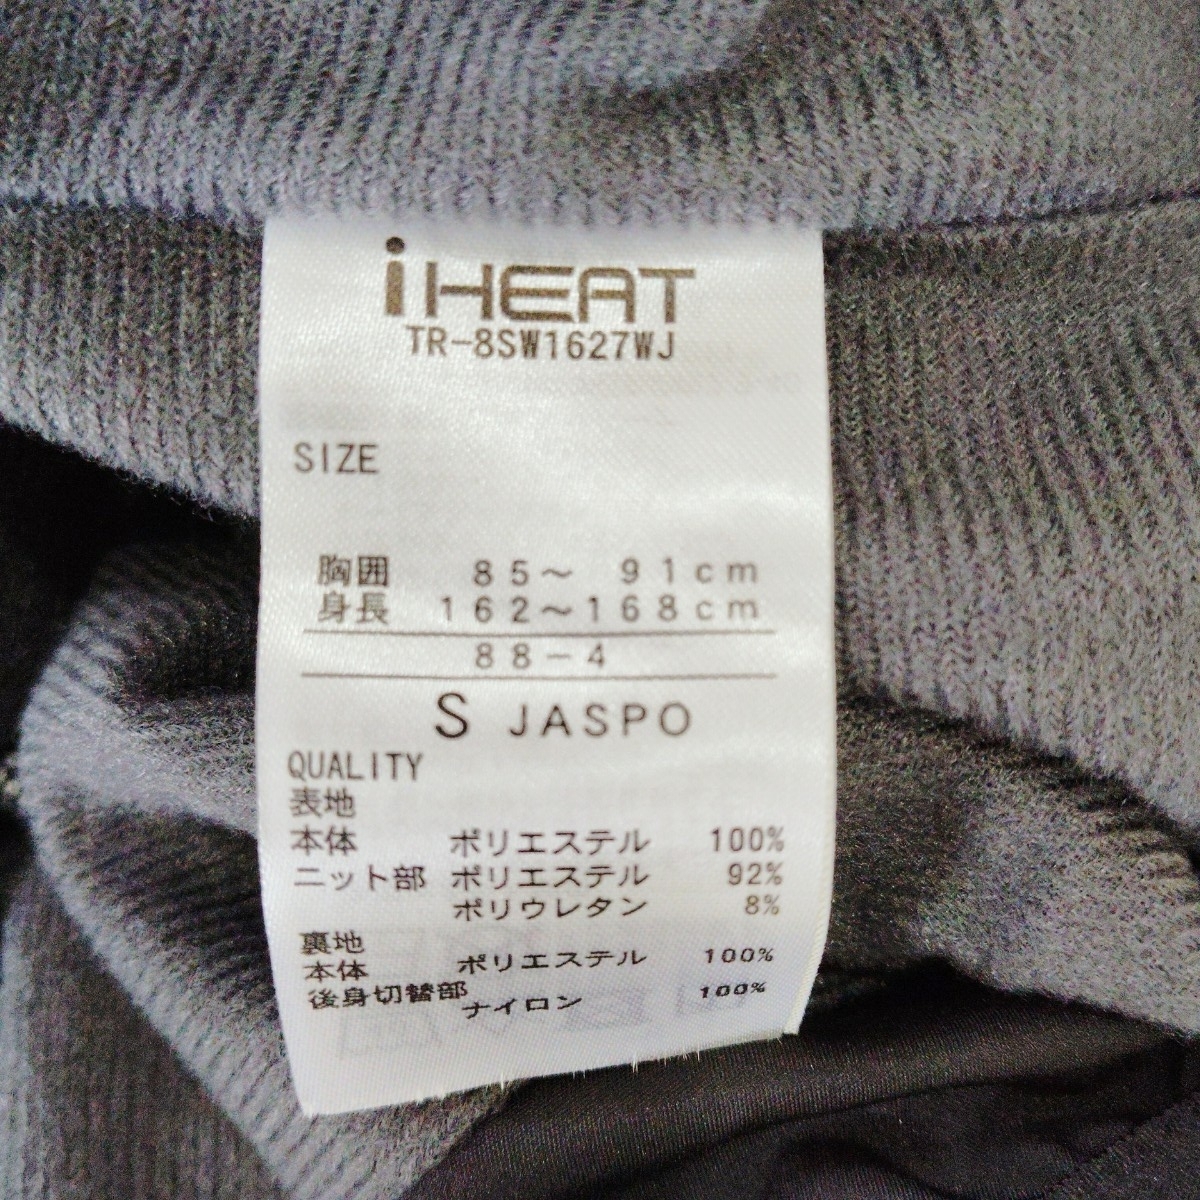 iHEAT
TR-8SW1627WJ
SIZE
胸囲 85～ 91cm
身長 162～168cm
88-4
S JASPO
QUALITY
表地
本体 ポリエステル 100%
ニット部 ポリエステル 92%
ポリウレタン 8%
裏地
本体 ポリエステル 100%
後身切替部 ナイロン 100%